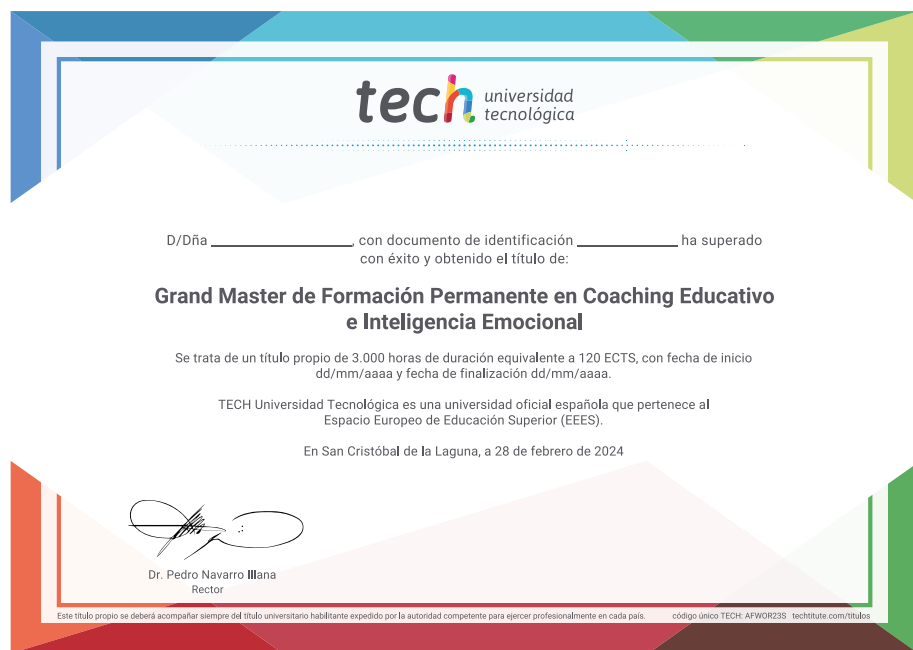 tech universidad
tecnológica
D/Dña ______________, con documento de identificación __________ ha superado
con éxito y obtenido el título de:
Grand Master de Formación Permanente en Coaching Educativo
e Inteligencia Emocional
Se trata de un título propio de 3.000 horas de duración equivalente a 120 ECTS, con fecha de inicio
dd/mm/aaaa y fecha de finalización dd/mm/aaaa.
TECH Universidad Tecnológica es una universidad oficial española que pertenece al
Espacio Europeo de Educación Superior (EEES).
En San Cristóbal de la Laguna, a 28 de febrero de 2024
Dr. Pedro Navarro Illana
Rector
Este título propio se deberá acompañar siempre del título universitario habilitante expedido por la autoridad competente para ejercer profesionalmente en cada país. código único TECH: AFWOR23S techtitute.com/titulos